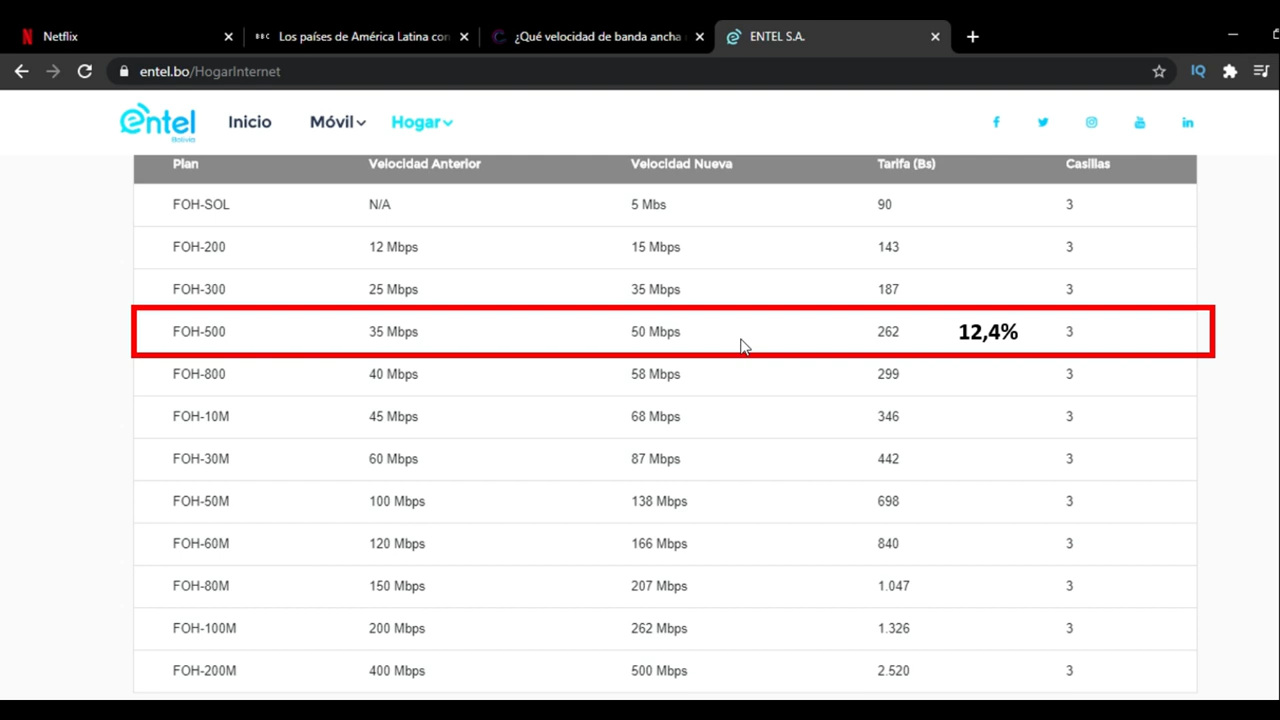 Netflix
BBC Los países de América Latina con
¿Qué velocidad de banda ancha
ENTEL S.A.
entel.bo/HogarInternet
IQ
entel Bolivia
Inicio Móvil Hogar
Plan Velocidad Anterior Velocidad Nueva Tarifa (Bs) Casillas
FOH-SOL N/A 5 Mbs 90 3
FOH-200 12 Mbps 15 Mbps 143 3
FOH-300 25 Mbps 35 Mbps 187 3
FOH-500 35 Mbps 50 Mbps 262 12,4% 3
FOH-800 40 Mbps 58 Mbps 299 3
FOH-10M 45 Mbps 68 Mbps 346 3
FOH-30M 60 Mbps 87 Mbps 442 3
FOH-50M 100 Mbps 138 Mbps 698 3
FOH-60M 120 Mbps 166 Mbps 840 3
FOH-80M 150 Mbps 207 Mbps 1.047 3
FOH-100M 200 Mbps 262 Mbps 1.326 3
FOH-200M 400 Mbps 500 Mbps 2.520 3